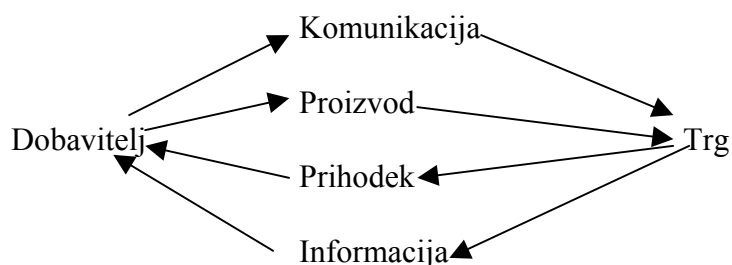 Komunikacija
Proizvod
Dobavitelj
Trg
Prihodek
Informacija